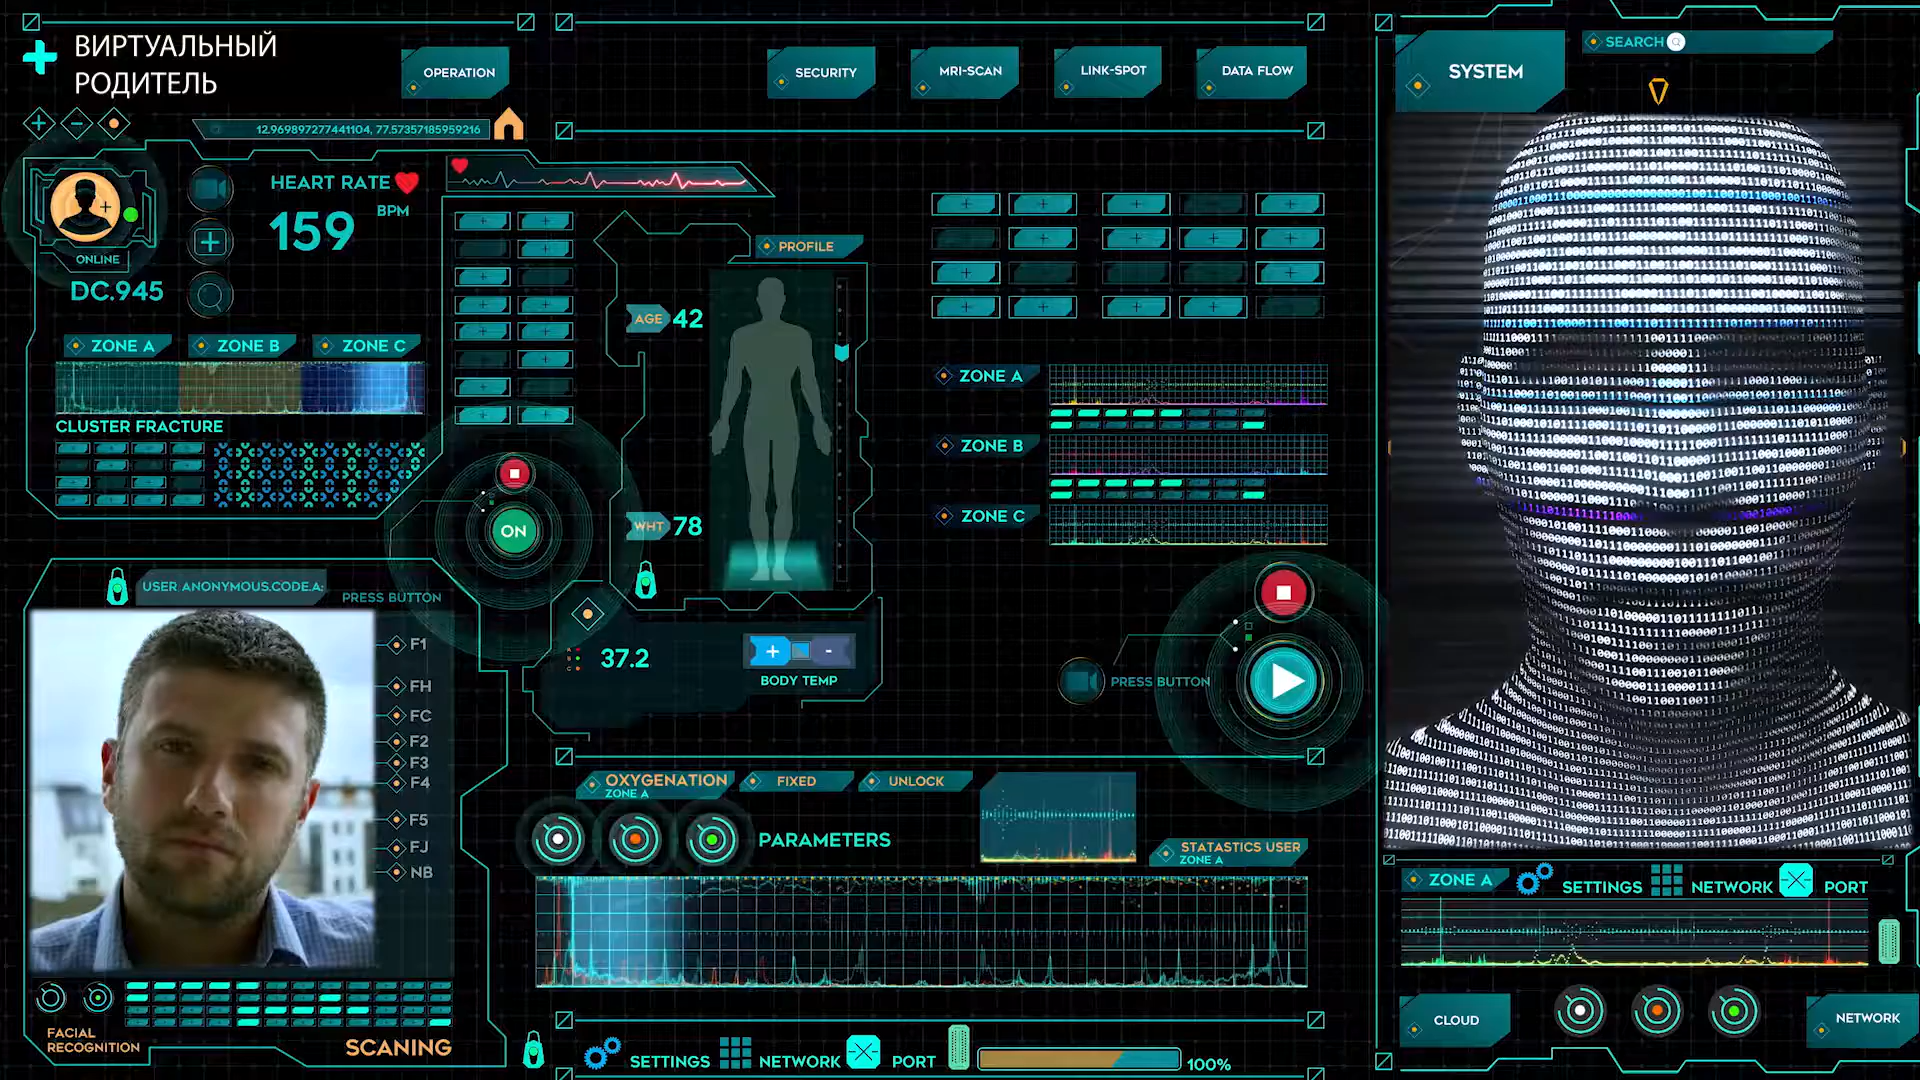 ВИРТУАЛЬНЫЙ
РОДИТЕЛЬ
OPERATION
SECURITY
MRI-SCAN
LINK-SPOT
DATA FLOW
SYSTEM
SEARCH
12.969897277441104, 77.57357185959216
HEART RATE
BPM
159
ONLINE
DC.945
ZONE A
ZONE B
ZONE C
CLUSTER FRACTURE
ON
PROFILE
AGE 42
WHT 78
37.2
BODY TEMP
ZONE A
ZONE B
ZONE C
PRESS BUTTON
USER ANONYMOUS.CODE.A:
PRESS BUTTON
F1
FH
FC
F2
F3
F4
F5
FJ
NB
FACIAL
RECOGNITION
SCANING
OXYGENATION
ZONE A
FIXED
UNLOCK
PARAMETERS
STATASTICS USER
ZONE A
SETTINGS
NETWORK
PORT
100%
ZONE A
SETTINGS
NETWORK
PORT
CLOUD
NETWORK